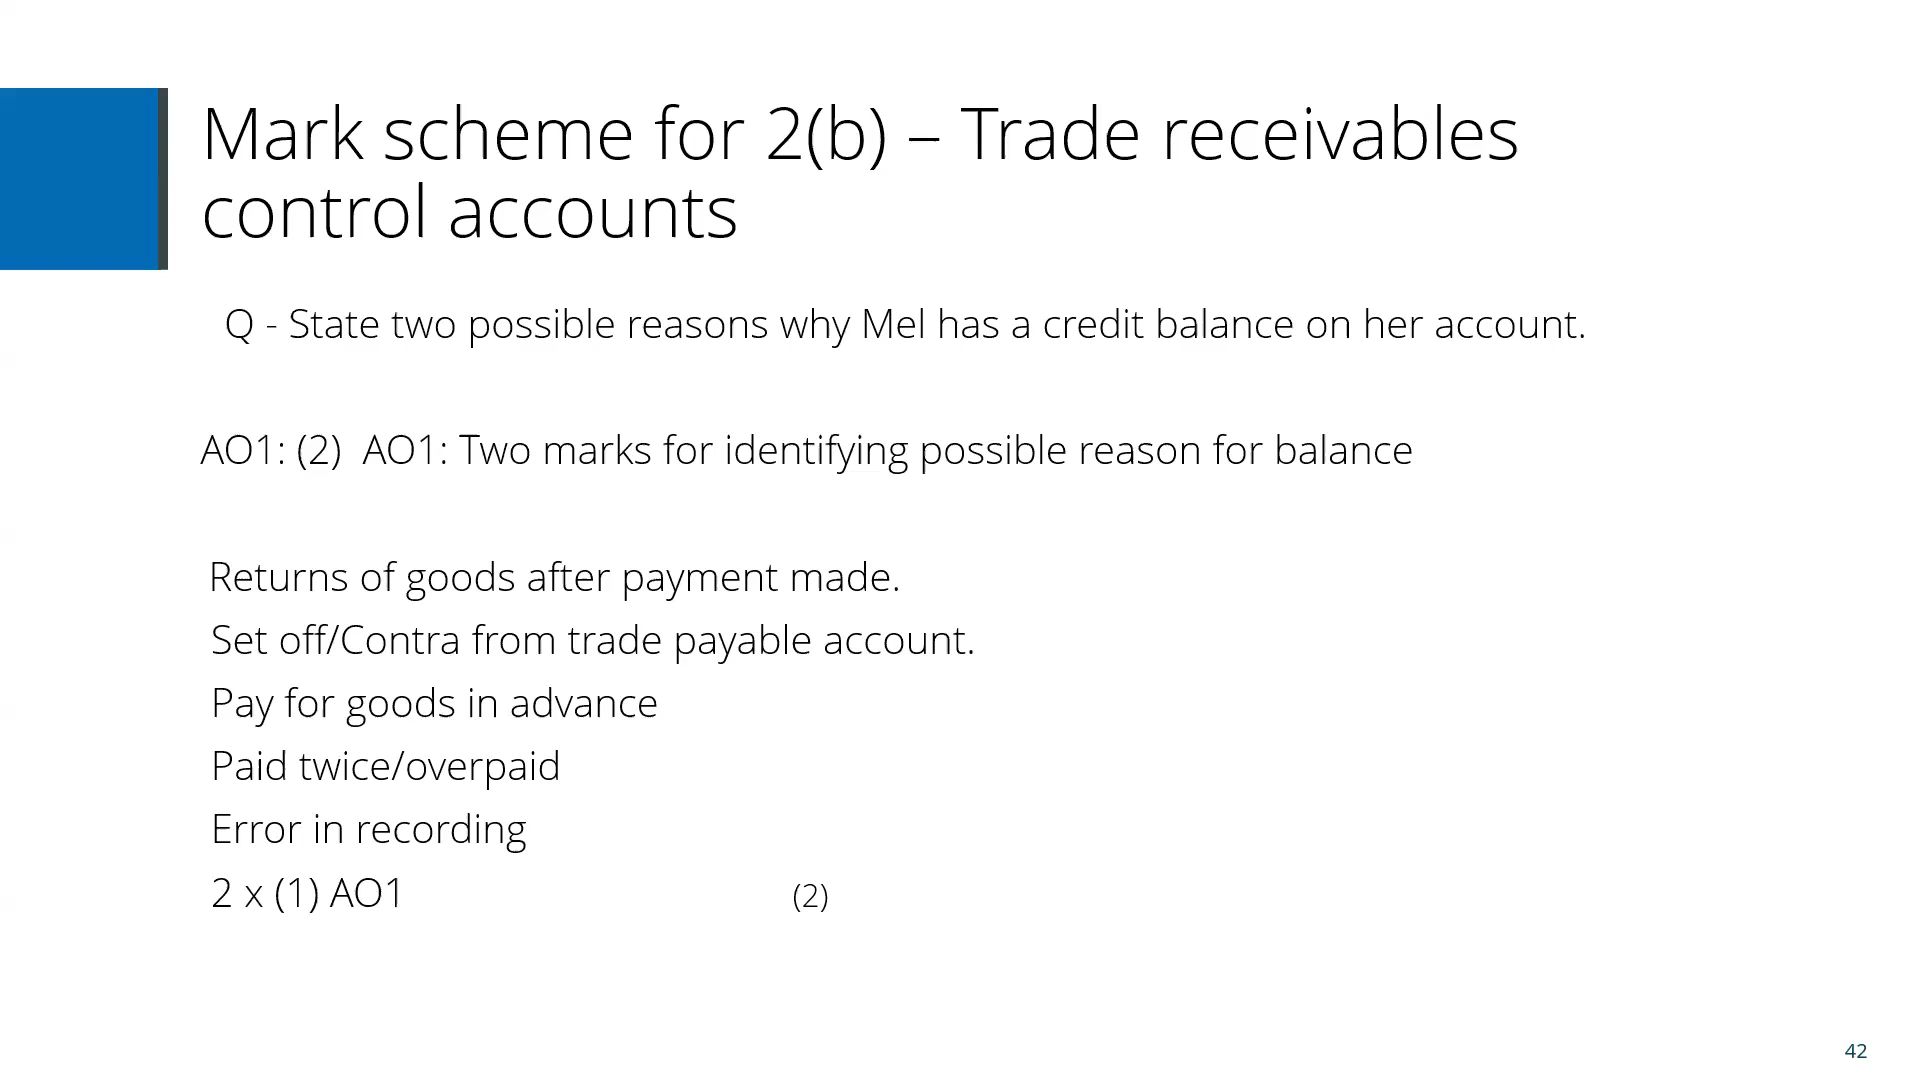 Mark scheme for 2(b) – Trade receivables
control accounts
Q - State two possible reasons why Mel has a credit balance on her account.
AO1: (2)  AO1: Two marks for identifying possible reason for balance
Returns of goods after payment made.
Set off/Contra from trade payable account.
Pay for goods in advance
Paid twice/overpaid
Error in recording
2 x (1) AO1 (2)
42